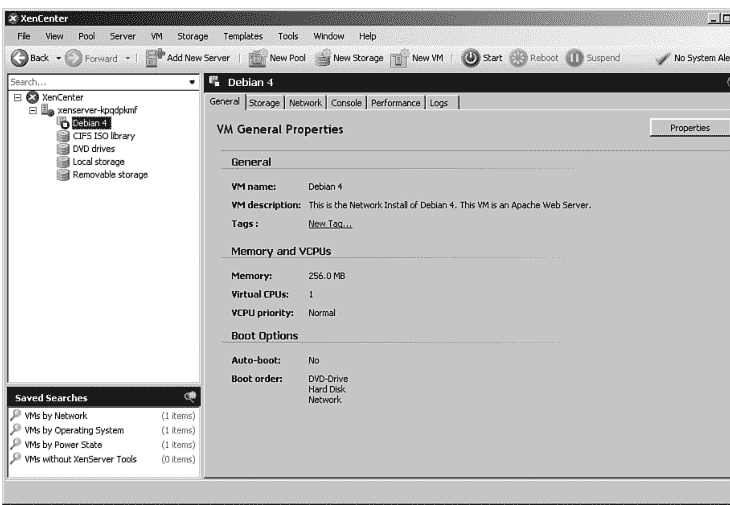 XenCenter
File View Pool Server VM Storage Templates Tools Window Help
Back Forward Add New Server New Pool New Storage New VM Start Reboot Suspend No System Ale
Search...
XenCenter
xenserver-kpqdpkmf
Debian 4
CIFS ISO library
DVD drives
Local storage
Removable storage
Saved Searches
VMs by Network (1 items)
VMs by Operating System (1 items)
VMs by Power State (1 items)
VMs without XenServer Tools (0 items)
Debian 4
General Storage Network Console Performance Logs
VM General Properties
Properties
General
VM name: Debian 4
VM description: This is the Network Install of Debian 4. This VM is an Apache Web Server.
Tags : New Tag...
Memory and VCPUs
Memory: 256.0 MB
Virtual CPUs: 1
VCPU priority: Normal
Boot Options
Auto-boot: No
Boot order: DVD-Drive
Hard Disk
Network